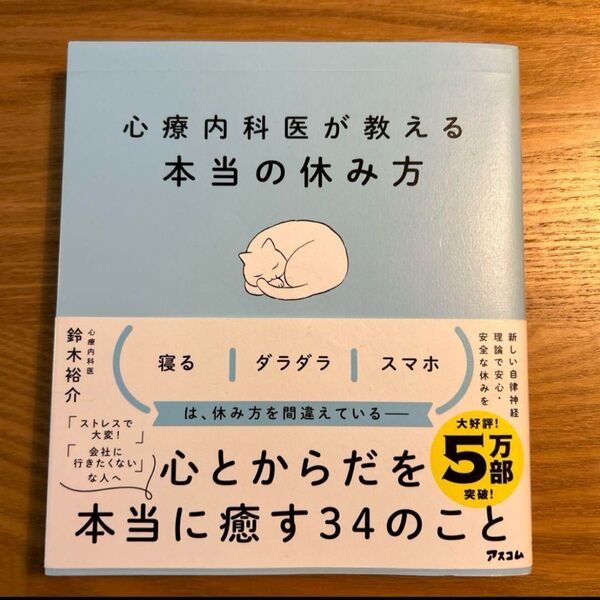 心療内科医が教える
本当の休み方
新しい自律神経
理論で安心・
安全な休みを
心療内科医
鈴木裕介
寝る
ダラダラ
スマホ
は、休み方を間違えている──
「ストレスで
大変！」
「会社に
行きたくない」
な人へ
心とからだを
本当に癒す34のこと
大好評！
5万部
突破！
アスコム